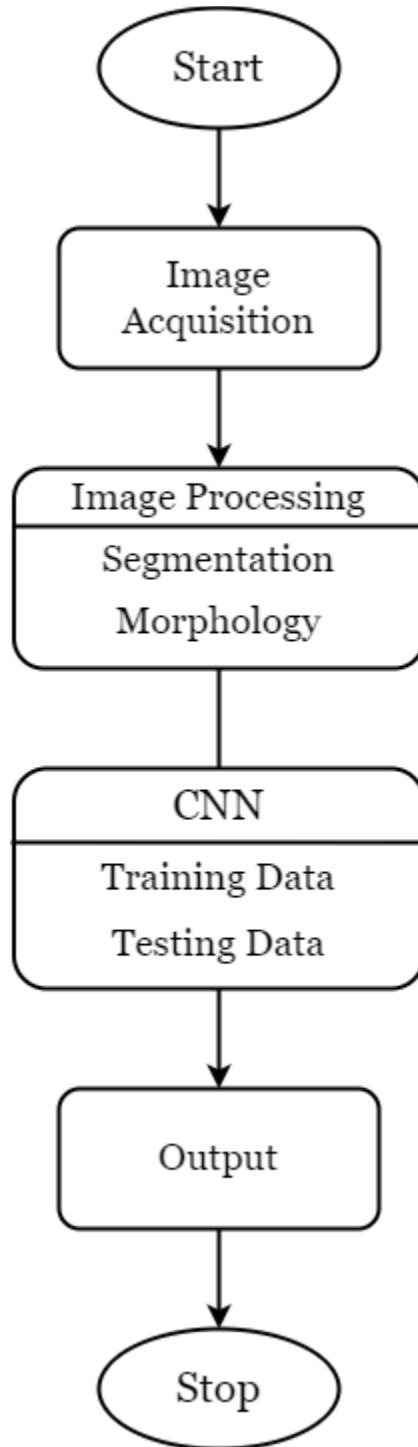 Start
Image
Acquisition
Image Processing
Segmentation
Morphology
CNN
Training Data
Testing Data
Output
Stop